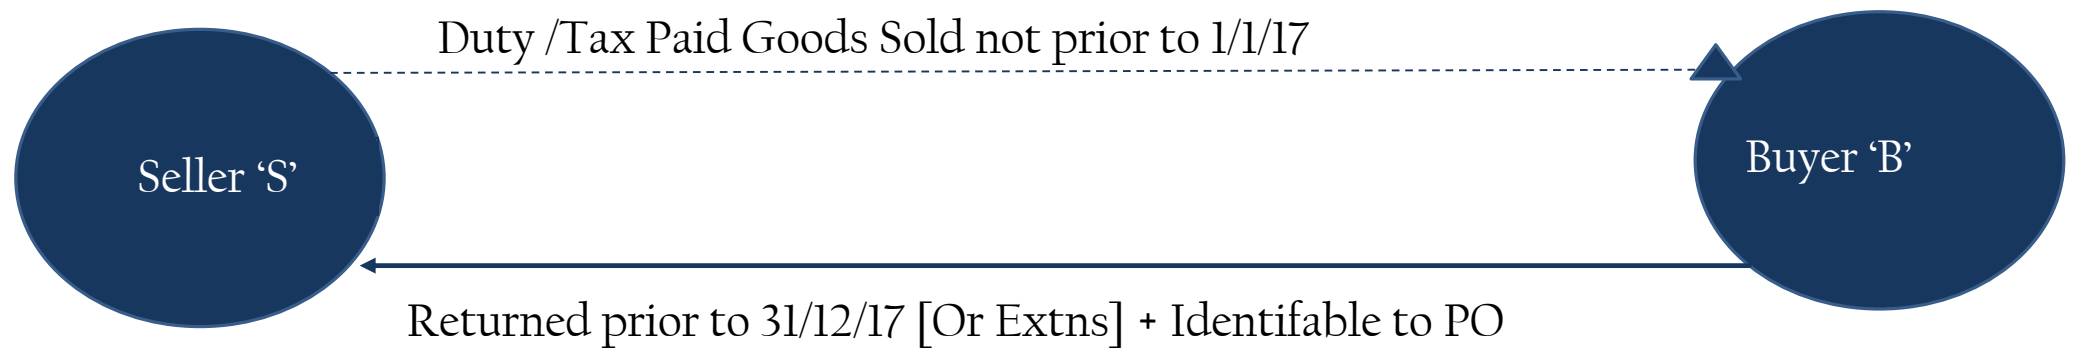 Duty /Tax Paid Goods Sold not prior to 1/1/17
Seller ‘S’
Buyer ‘B’
Returned prior to 31/12/17 [Or Extns] + Identifable to PO